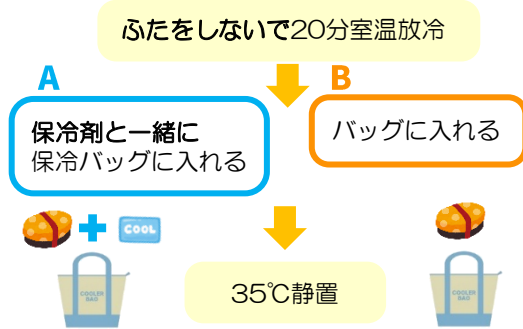 ふたをしないで20分室温放冷
A
B
保冷剤と一緒に
保冷バッグに入れる
バッグに入れる
COOL
COOLER
BAG
COOLER
BAG
35℃静置